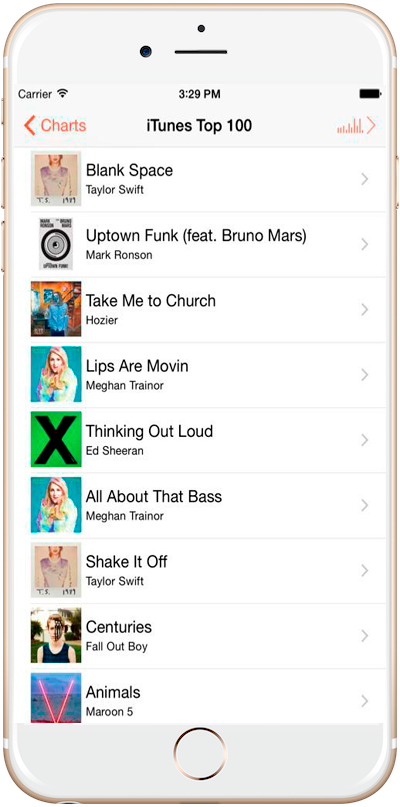 Carrier 3:29 PM
Charts iTunes Top 100
Blank Space
Taylor Swift
T. S. 1989
MARK RONSON BRUNO MARS
UPTOWN FUNK
Uptown Funk (feat. Bruno Mars)
Mark Ronson
Take Me to Church
Hozier
Lips Are Movin
Meghan Trainor
X
Thinking Out Loud
Ed Sheeran
All About That Bass
Meghan Trainor
Shake It Off
Taylor Swift
T. S. 1989
Centuries
Fall Out Boy
V
Animals
Maroon 5